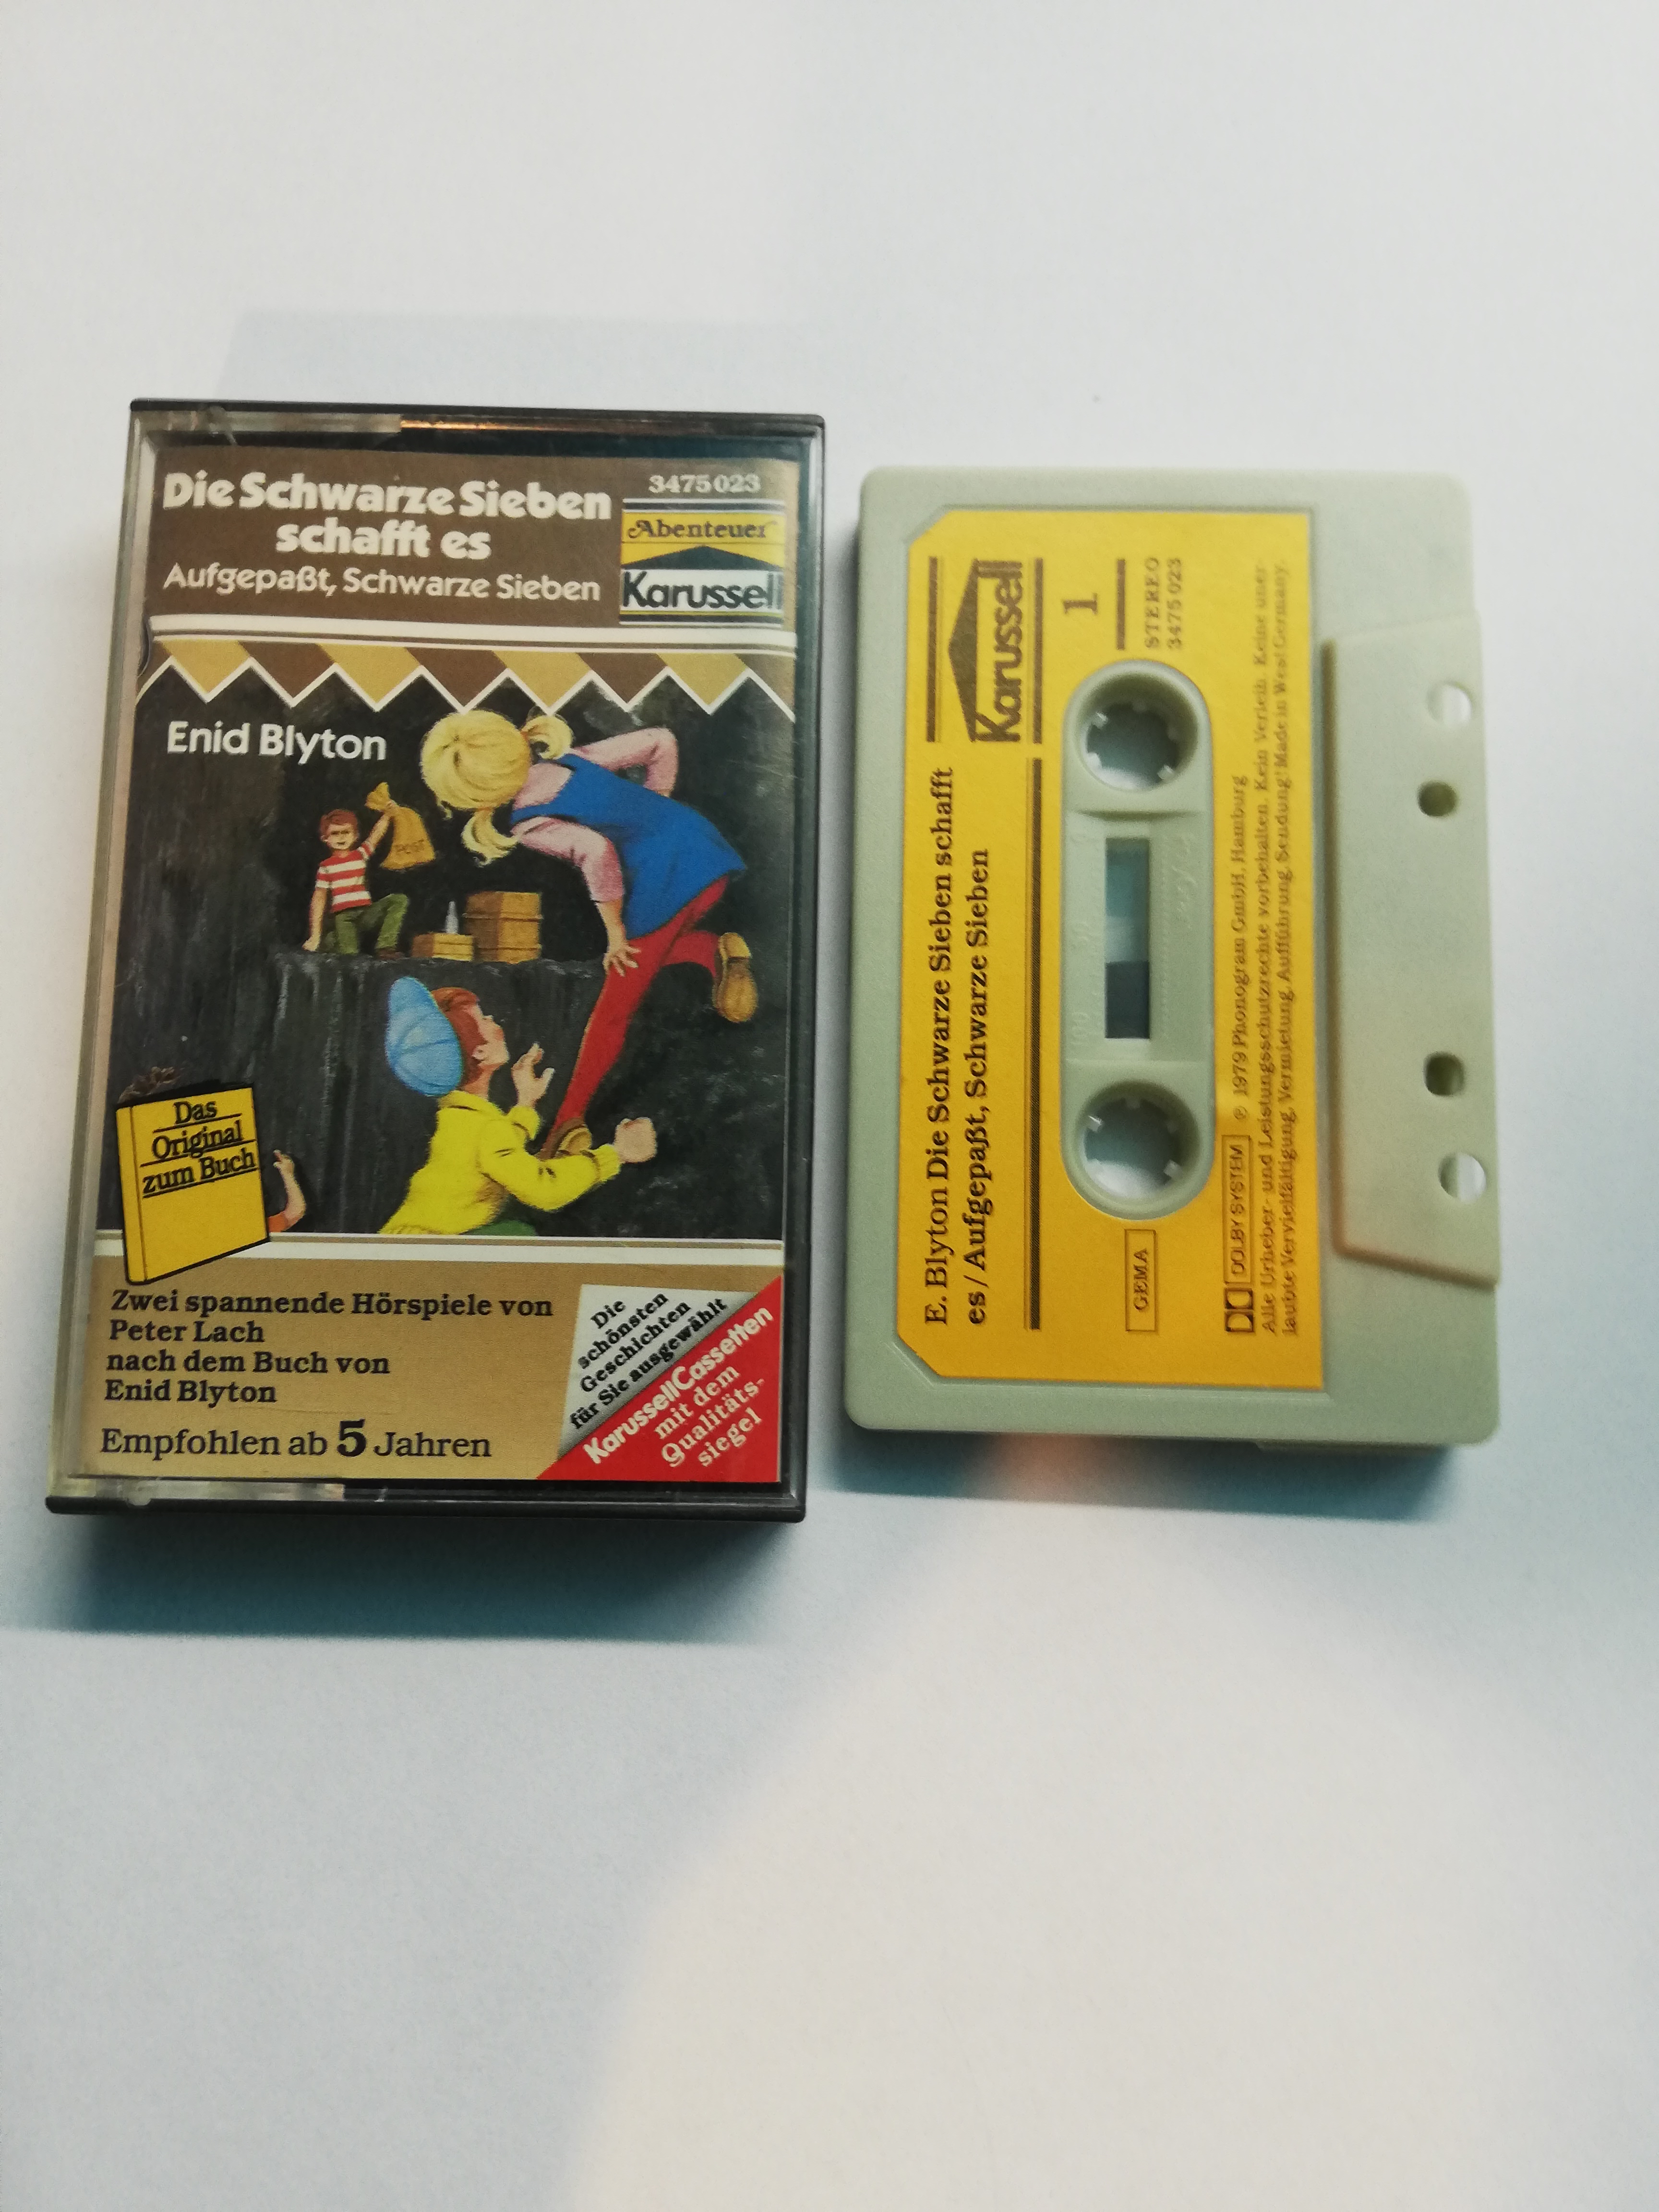 Die Schwarze Sieben
schafft es
Aufgepaßt, Schwarze Sieben
3475023
Abenteuer
Karussell
Enid Blyton
POST
Das
Original
zum Buch
Zwei spannende Hörspiele von
Peter Lach
nach dem Buch von
Enid Blyton
Empfohlen ab 5 Jahren
Die
schönsten
Geschichten
für Sie ausgewählt
Karussell Cassetten
mit dem
Qualitäts-
siegel
Karussell
E. Blyton Die Schwarze Sieben schafft
es / Aufgepaßt, Schwarze Sieben
1
STEREO
3475 023
GEMA
DOLBY SYSTEM ℗ 1979 Phonogram GmbH, Hamburg
Alle Urheber- und Leistungsschutzrechte vorbehalten. Kein Verleih. Keine uner-
laubte Vervielfältigung, Vermietung, Aufführung, Sendung! Made in West Germany.